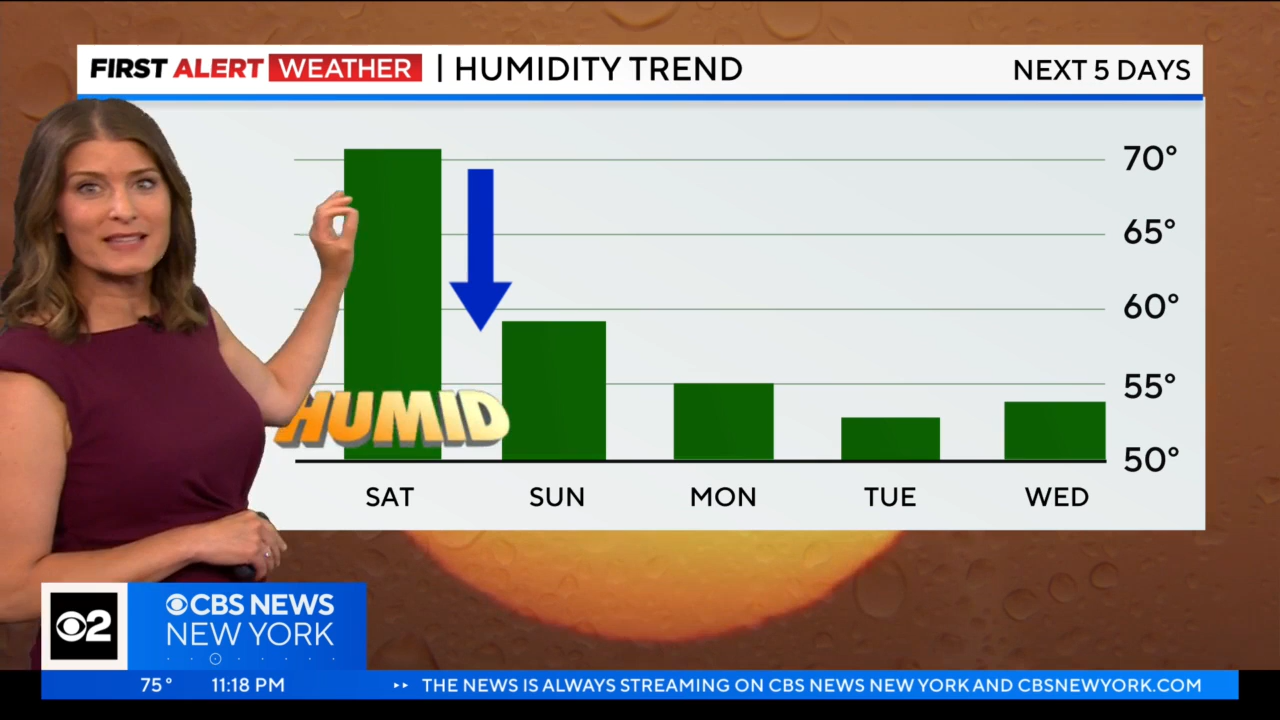 FIRST ALERT WEATHER | HUMIDITY TREND
NEXT 5 DAYS
70°
65°
60°
55°
50°
HUMID
SAT SUN MON TUE WED
2 CBS NEWS
NEW YORK
75° 11:18 PM THE NEWS IS ALWAYS STREAMING ON CBS NEWS NEW YORK AND CBSNEWYORK.COM